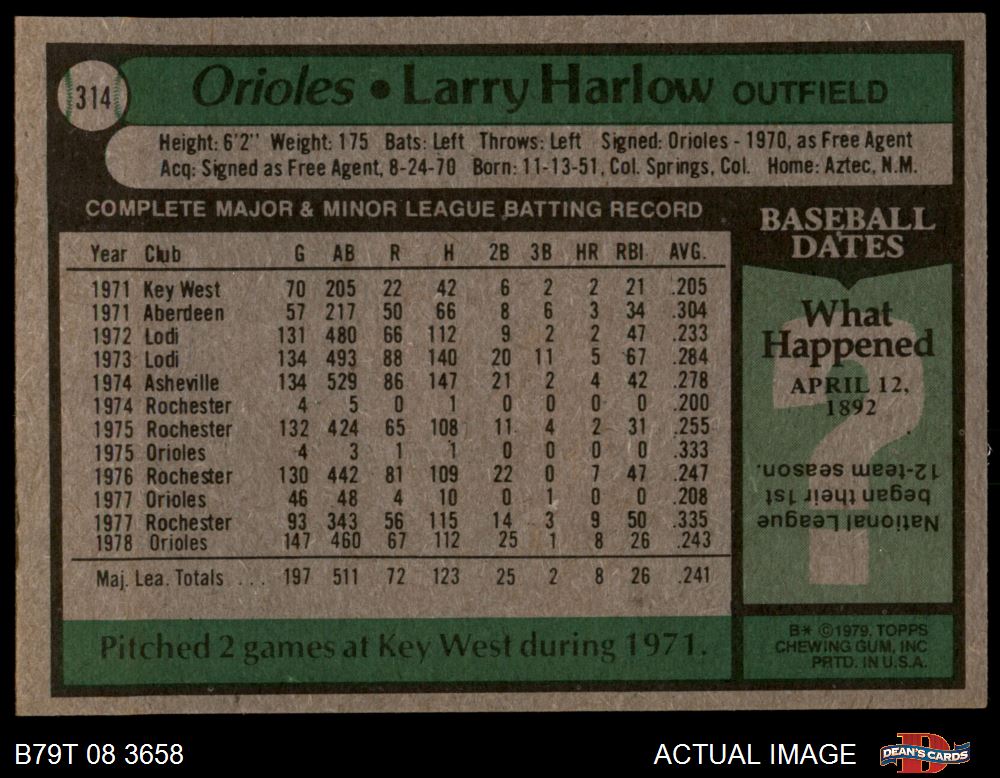 314
Orioles • Larry Harlow OUTFIELD
Height: 6'2" Weight: 175 Bats: Left Throws: Left Signed: Orioles - 1970, as Free Agent
Acq: Signed as Free Agent, 8-24-70 Born: 11-13-51, Col. Springs, Col. Home: Aztec, N.M.
COMPLETE MAJOR & MINOR LEAGUE BATTING RECORD
Year Club G AB R H 2B 3B HR RBI AVG.
1971 Key West 70 205 22 42 6 2 2 21 .205
1971 Aberdeen 57 217 50 66 8 6 3 34 .304
1972 Lodi 131 480 66 112 9 2 2 47 .233
1973 Lodi 134 493 88 140 20 11 5 67 .284
1974 Asheville 134 529 86 147 21 2 4 42 .278
1974 Rochester 4 5 0 1 0 0 0 0 .200
1975 Rochester 132 424 65 108 11 4 2 31 .255
1975 Orioles 4 3 1 1 0 0 0 0 .333
1976 Rochester 130 442 81 109 22 0 7 47 .247
1977 Orioles 46 48 4 10 0 1 0 0 .208
1977 Rochester 93 343 56 115 14 3 9 50 .335
1978 Orioles 147 460 67 112 25 1 8 26 .243
Maj. Lea. Totals . . . 197 511 72 123 25 2 8 26 .241
Pitched 2 games at Key West during 1971.
BASEBALL
DATES
What
Happened
APRIL 12,
1892
?
National League
began their 1st
12-team season.
B* ©1979. TOPPS
CHEWING GUM, INC
PRTD. IN U.S.A.
B79T 08 3658
ACTUAL IMAGE
D
DEAN'S CARDS